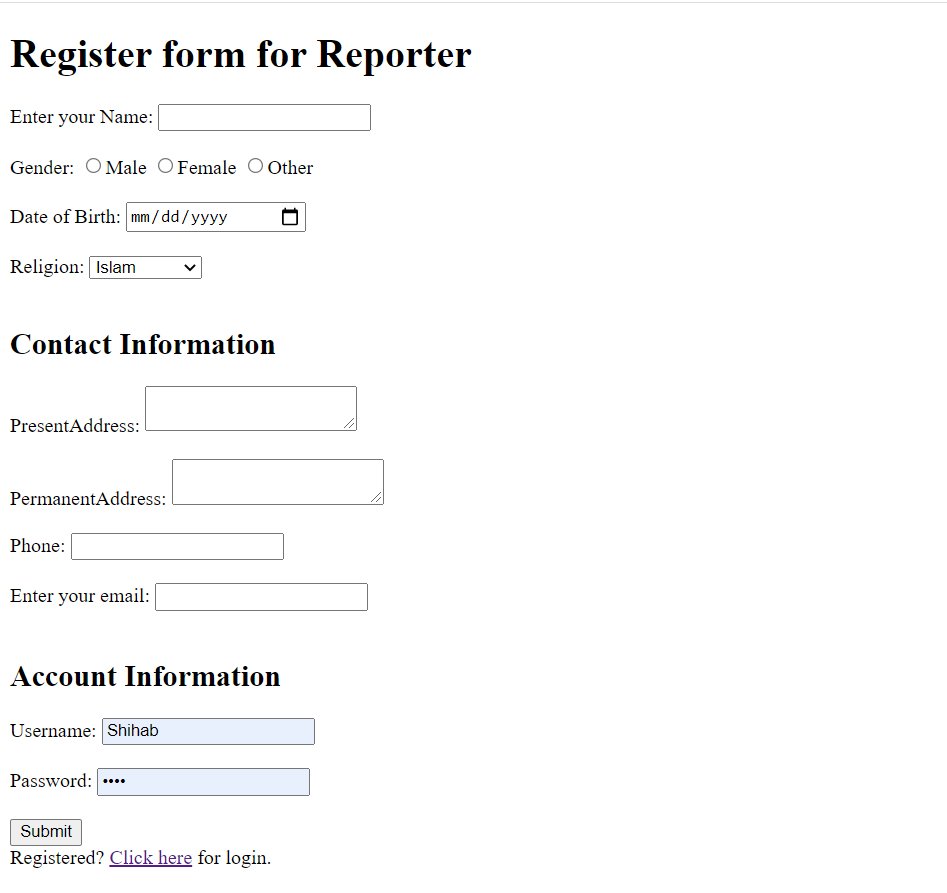 Register form for Reporter
Enter your Name:
Gender: Male Female Other
Date of Birth: mm/dd/yyyy
Religion: Islam
Contact Information
PresentAddress:
PermanentAddress:
Phone:
Enter your email:
Account Information
Username: Shihab
Password: ••••
Submit
Registered? Click here for login.